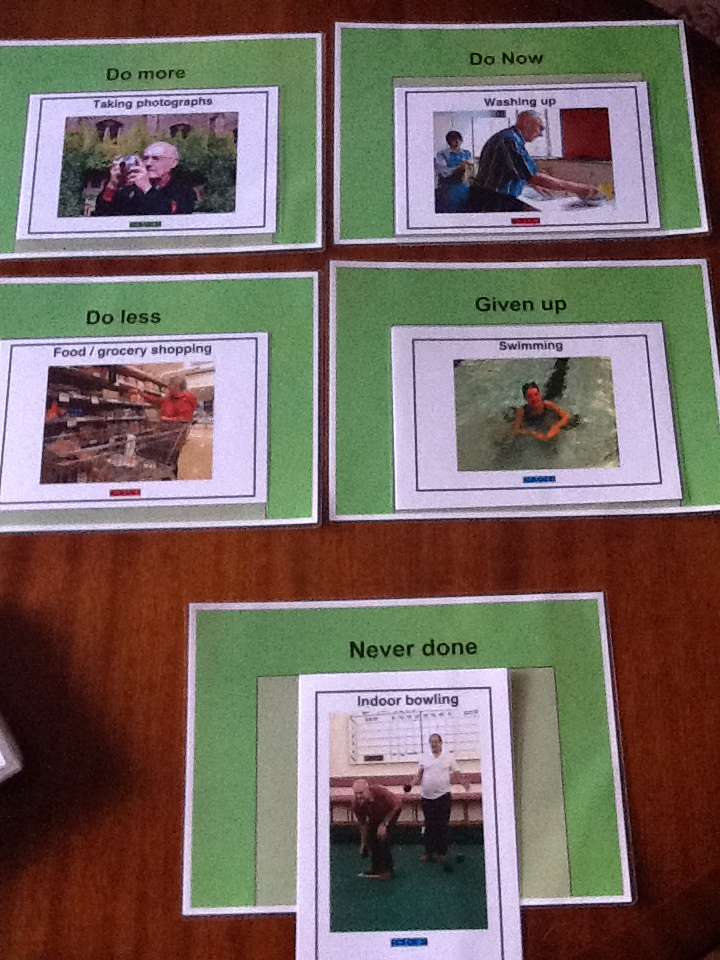 Do more
Taking photographs
Do Now
Washing up
Do less
Food / grocery shopping
Given up
Swimming
Never done
Indoor bowling